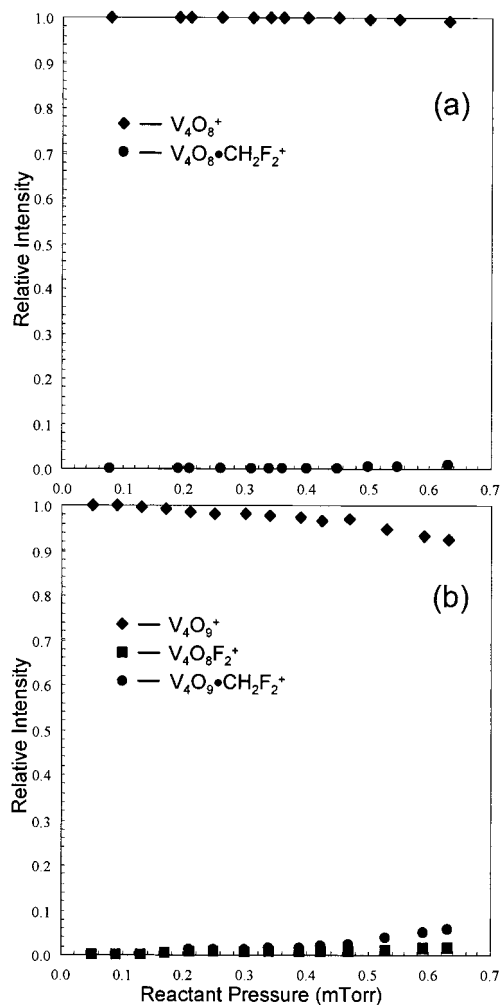 1.0
0.9
(a)
0.8
◆ — V₄O₈⁺
0.7
● — V₄O₈•CH₂F₂⁺
0.6
0.5
0.4
0.3
0.2
0.1
0.0
Relative Intensity
0.0 0.1 0.2 0.3 0.4 0.5 0.6 0.7
1.0
0.9
(b)
0.8
◆ — V₄O₉⁺
0.7
■ — V₄O₈F₂⁺
● — V₄O₉•CH₂F₂⁺
0.6
0.5
0.4
0.3
0.2
0.1
0.0
Relative Intensity
0.0 0.1 0.2 0.3 0.4 0.5 0.6 0.7
Reactant Pressure (mTorr)